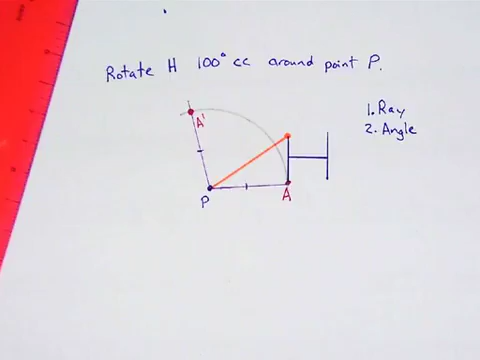 Rotate H 100° cc around point P.
1. Ray
2. Angle
A'
P
A